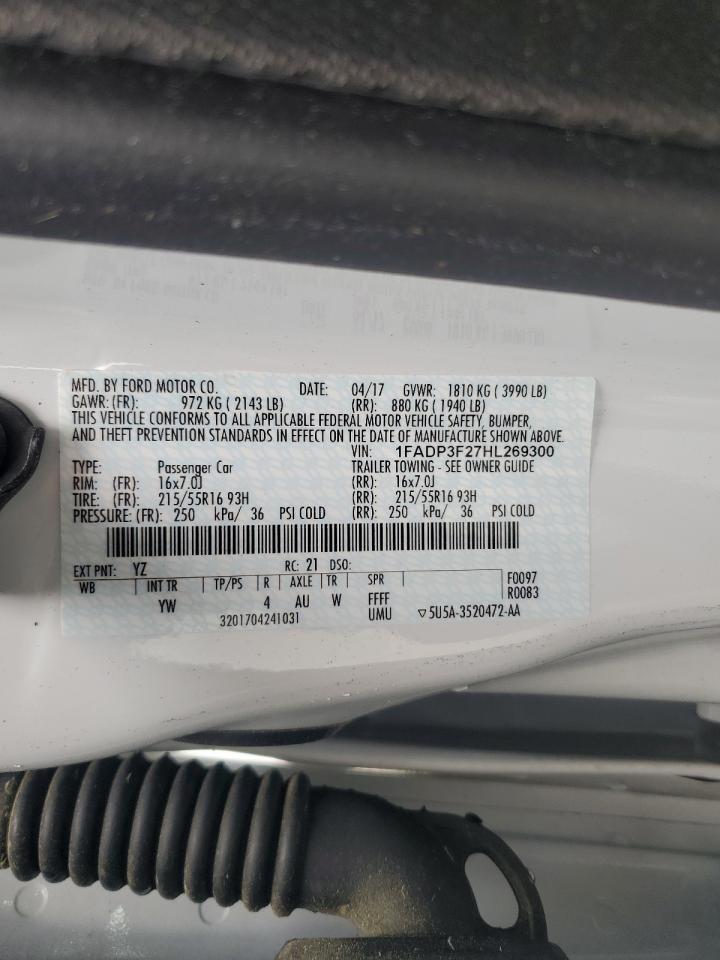 MFD. BY FORD MOTOR CO. DATE: 04/17 GVWR: 1810 KG ( 3990 LB)
GAWR: (FR): 972 KG ( 2143 LB) (RR): 880 KG ( 1940 LB)
THIS VEHICLE CONFORMS TO ALL APPLICABLE FEDERAL MOTOR VEHICLE SAFETY, BUMPER,
AND THEFT PREVENTION STANDARDS IN EFFECT ON THE DATE OF MANUFACTURE SHOWN ABOVE.
VIN: 1FADP3F27HL269300
TYPE: Passenger Car TRAILER TOWING - SEE OWNER GUIDE
RIM: (FR): 16x7.0J (RR): 16x7.0J
TIRE: (FR): 215/55R16 93H (RR): 215/55R16 93H
PRESSURE: (FR): 250 kPa/ 36 PSI COLD (RR): 250 kPa/ 36 PSI COLD
EXT PNT: YZ RC: 21 DSO:
WB INT TR TP/PS R AXLE TR SPR F0097
R0083
YW 4 AU W FFFF
3201704241031 UMU ▽5U5A-3520472-AA